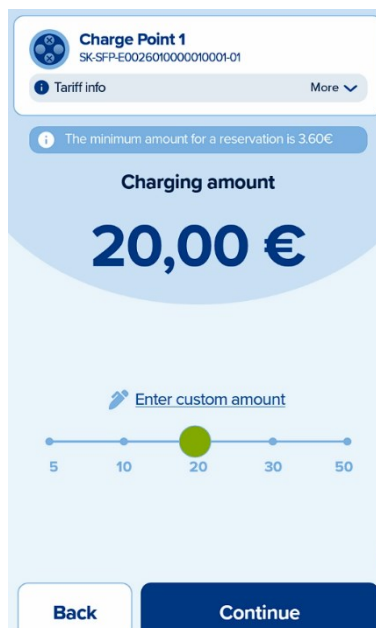 Charge Point 1
SK-SFP-E0026010000010001-01
Tariff info More
The minimum amount for a reservation is 3.60€
Charging amount
20,00 €
Enter custom amount
5 10 20 30 50
Back Continue